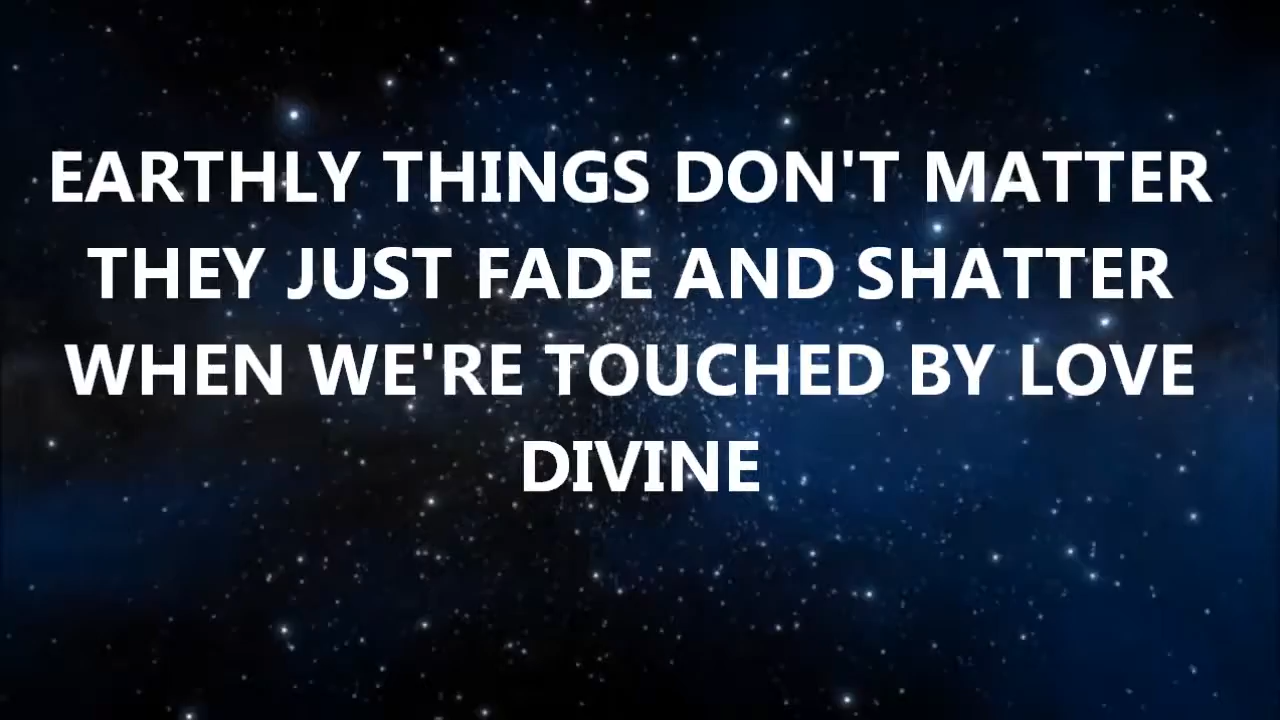 EARTHLY THINGS DON'T MATTER
THEY JUST FADE AND SHATTER
WHEN WE'RE TOUCHED BY LOVE
DIVINE